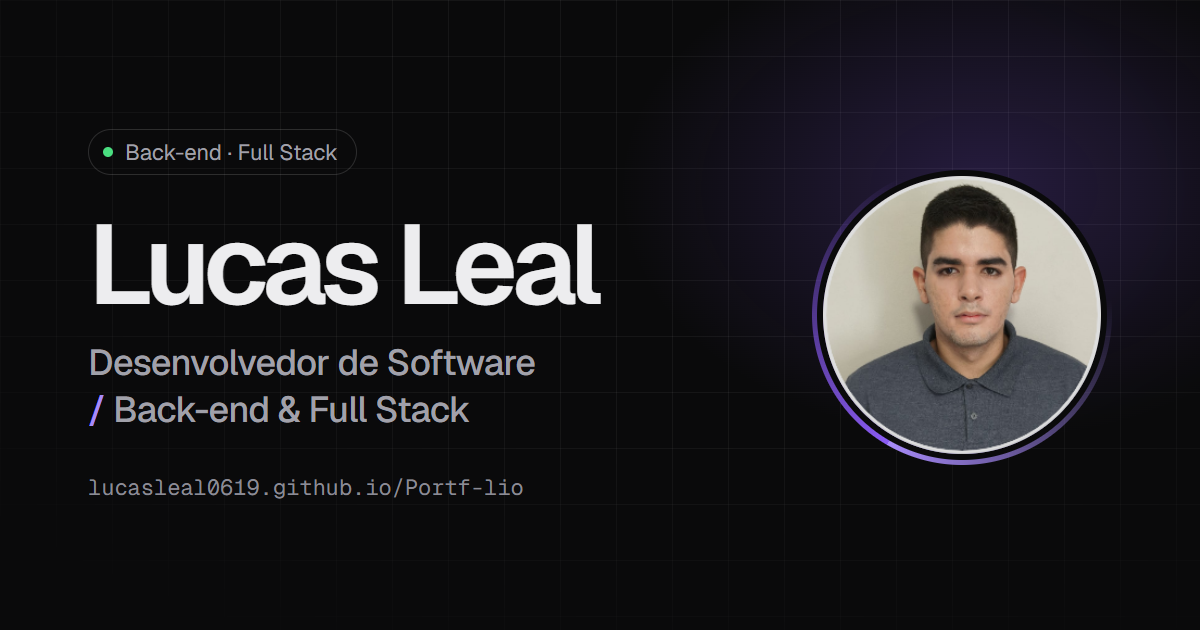 Back-end · Full Stack
Lucas Leal
Desenvolvedor de Software
/ Back-end & Full Stack
lucasleal0619.github.io/Portf-lio